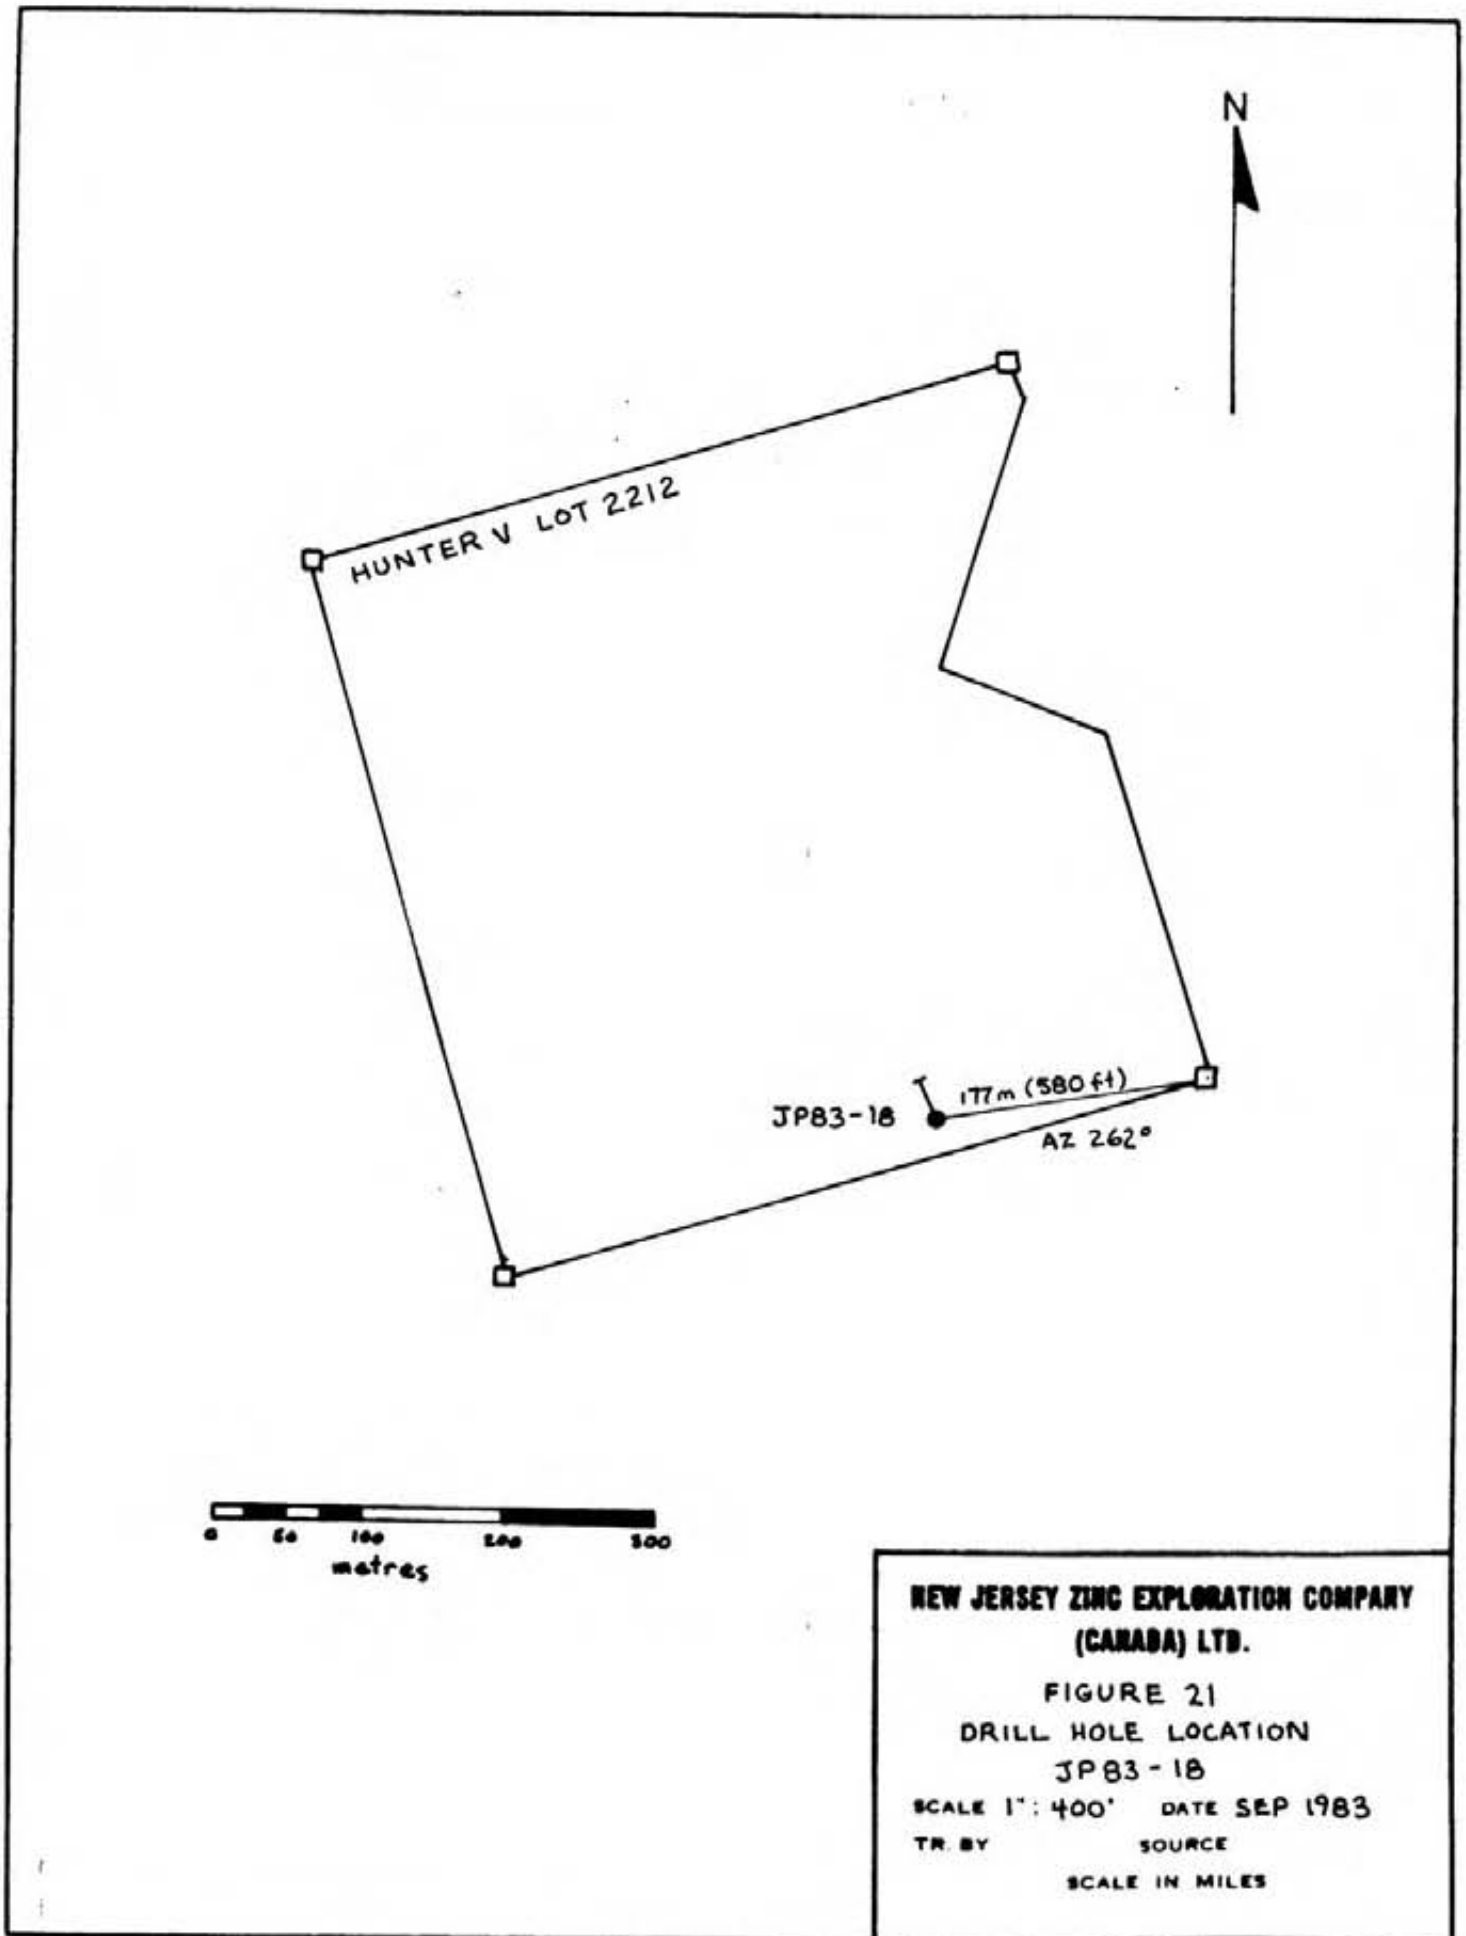 N
HUNTER V LOT 2212
177m (580 ft)
JP83-18
AZ 262°
0 50 100 200 300
metres
NEW JERSEY ZINC EXPLORATION COMPANY
(CANADA) LTD.
FIGURE 21
DRILL HOLE LOCATION
JP83-18
SCALE 1": 400' DATE SEP 1983
TR. BY SOURCE
SCALE IN MILES